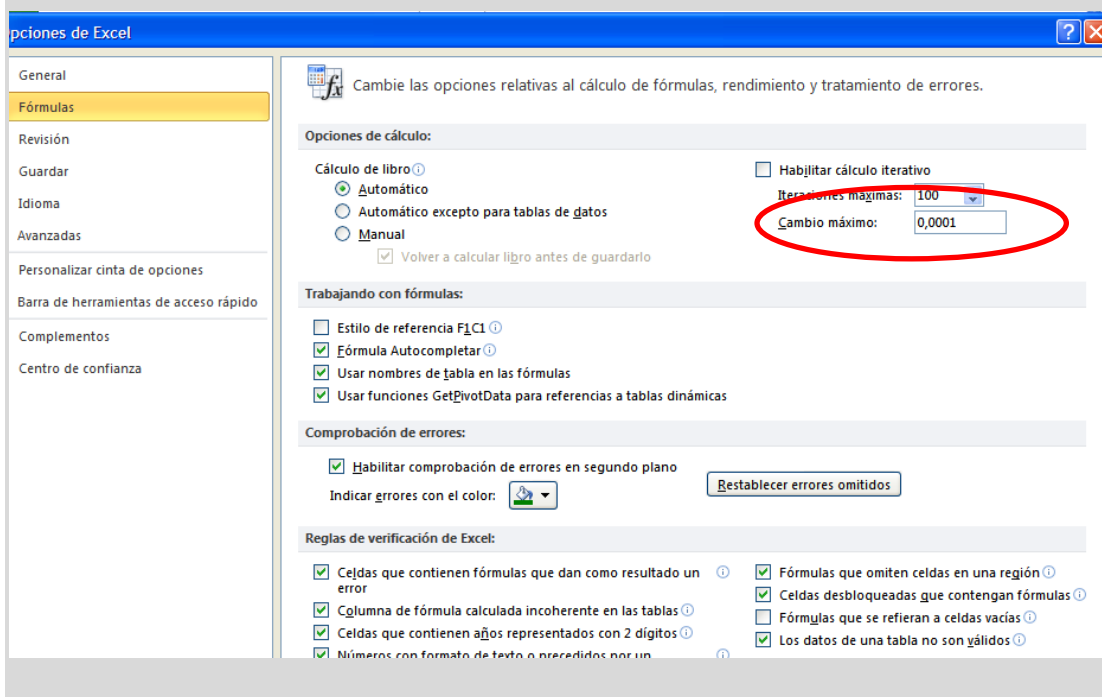 pciones de Excel
General
Fórmulas
Revisión
Guardar
Idioma
Avanzadas
Personalizar cinta de opciones
Barra de herramientas de acceso rápido
Complementos
Centro de confianza
Cambie las opciones relativas al cálculo de fórmulas, rendimiento y tratamiento de errores.
Opciones de cálculo:
Cálculo de libro
Automático
Automático excepto para tablas de datos
Manual
Volver a calcular libro antes de guardarlo
Habilitar cálculo iterativo
Iteraciones máximas: 100
Cambio máximo: 0,0001
Trabajando con fórmulas:
Estilo de referencia F1C1
Fórmula Autocompletar
Usar nombres de tabla en las fórmulas
Usar funciones GetPivotData para referencias a tablas dinámicas
Comprobación de errores:
Habilitar comprobación de errores en segundo plano
Indicar errores con el color:
Restablecer errores omitidos
Reglas de verificación de Excel:
Celdas que contienen fórmulas que dan como resultado un
error
Columna de fórmula calculada incoherente en las tablas
Celdas que contienen años representados con 2 dígitos
Números con formato de texto o precedidos por un
Fórmulas que omiten celdas en una región
Celdas desbloqueadas que contengan fórmulas
Fórmulas que se refieran a celdas vacías
Los datos de una tabla no son válidos